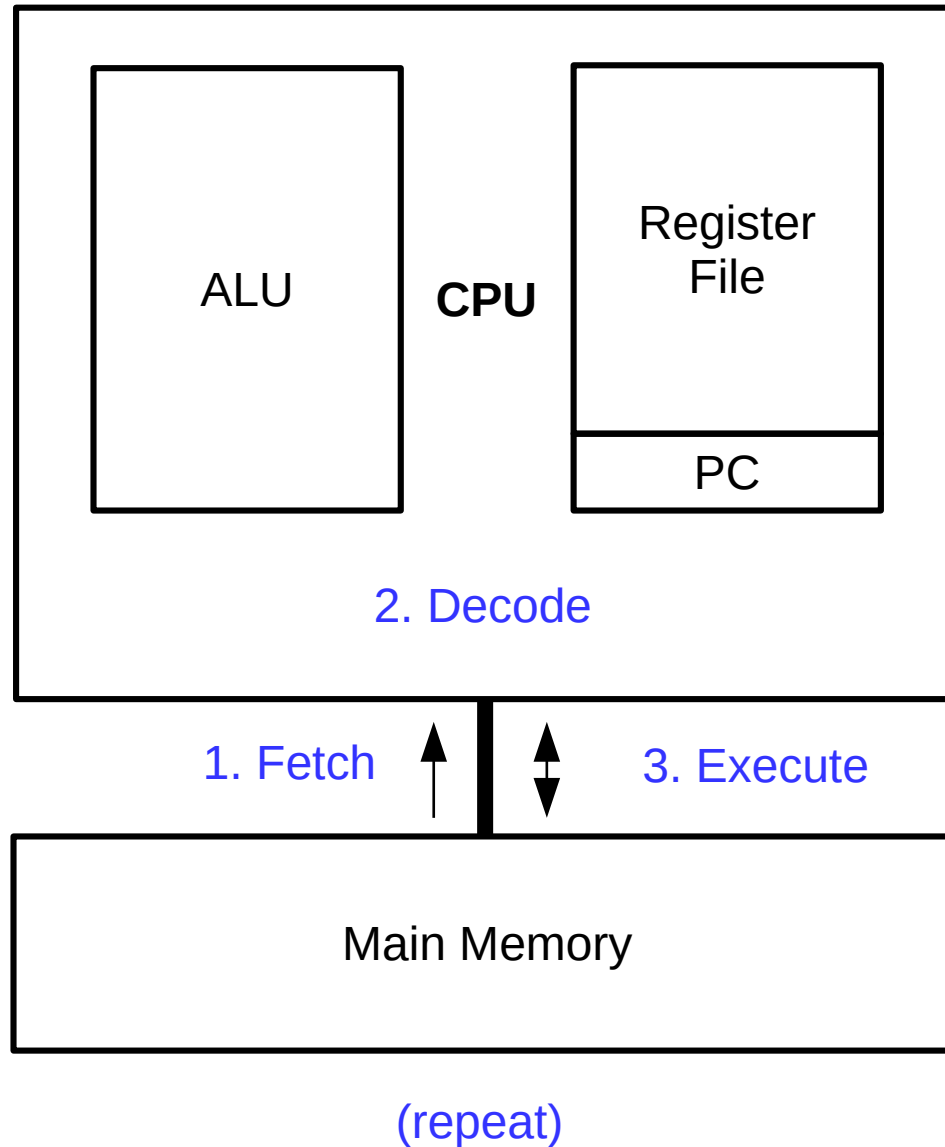 ALU
CPU
Register
File
PC
2. Decode
1. Fetch
3. Execute
Main Memory
(repeat)